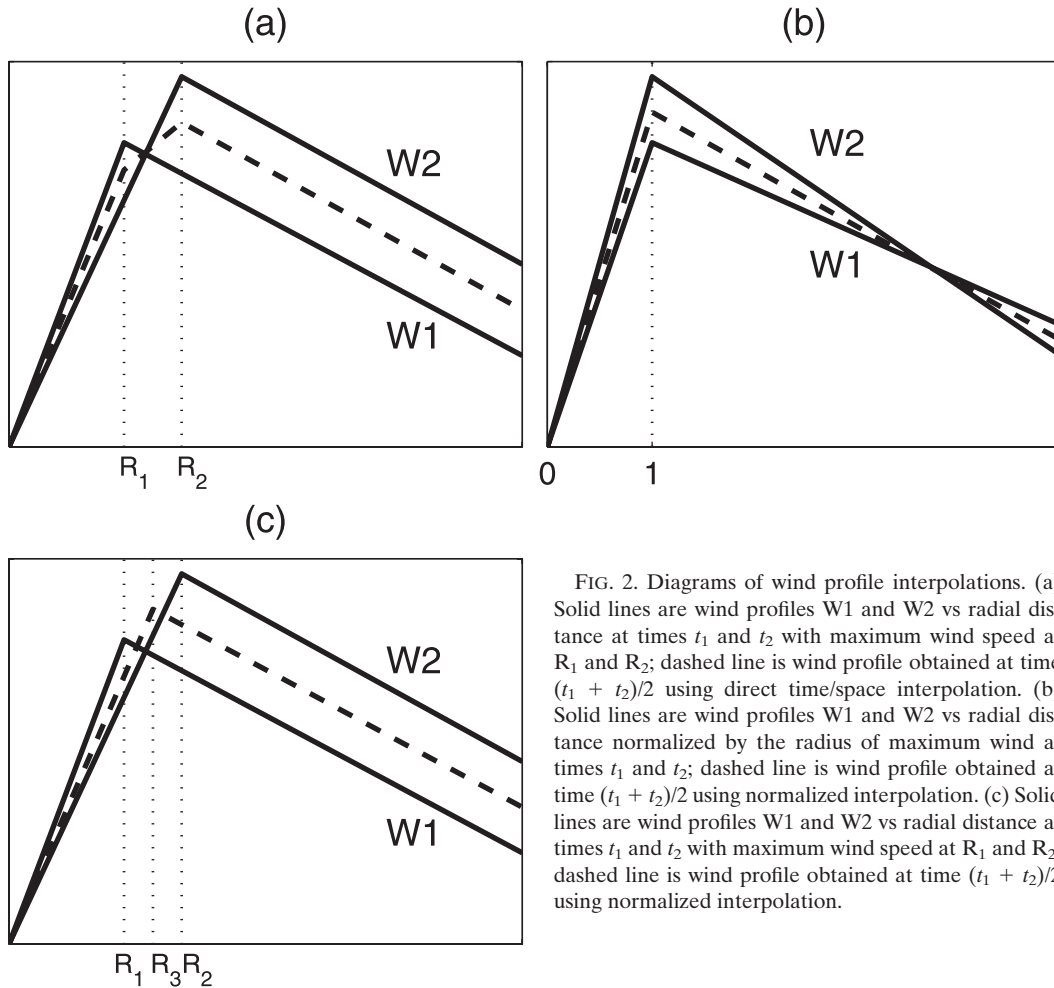 (a)
(b)
W2
W1
R1 R2
W2
W1
0 1
(c)
W2
W1
R1 R3 R2
FIG. 2. Diagrams of wind profile interpolations. (a
Solid lines are wind profiles W1 and W2 vs radial dis
tance at times t1 and t2 with maximum wind speed a
R1 and R2; dashed line is wind profile obtained at time
(t1 + t2)/2 using direct time/space interpolation. (b
Solid lines are wind profiles W1 and W2 vs radial dis
tance normalized by the radius of maximum wind a
times t1 and t2; dashed line is wind profile obtained a
time (t1 + t2)/2 using normalized interpolation. (c) Solid
lines are wind profiles W1 and W2 vs radial distance a
times t1 and t2 with maximum wind speed at R1 and R2
dashed line is wind profile obtained at time (t1 + t2)/2
using normalized interpolation.